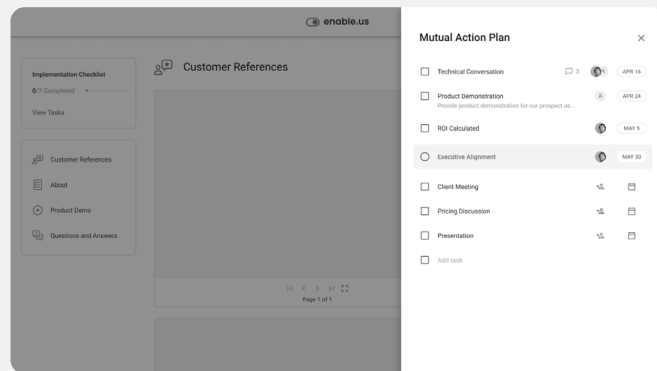 enable.us
Implementation Checklist
0/7 Completed
View Tasks
Customer References
About
Product Demo
Questions and Answers
Customer References
Page 1 of 1
Mutual Action Plan
Technical Conversation
3
A
APR 16
Product Demonstration
Provide product demonstration for our prospect as...
A
APR 24
ROI Calculated
MAY 5
Executive Alignment
MAY 30
Client Meeting
Pricing Discussion
Presentation
Add task